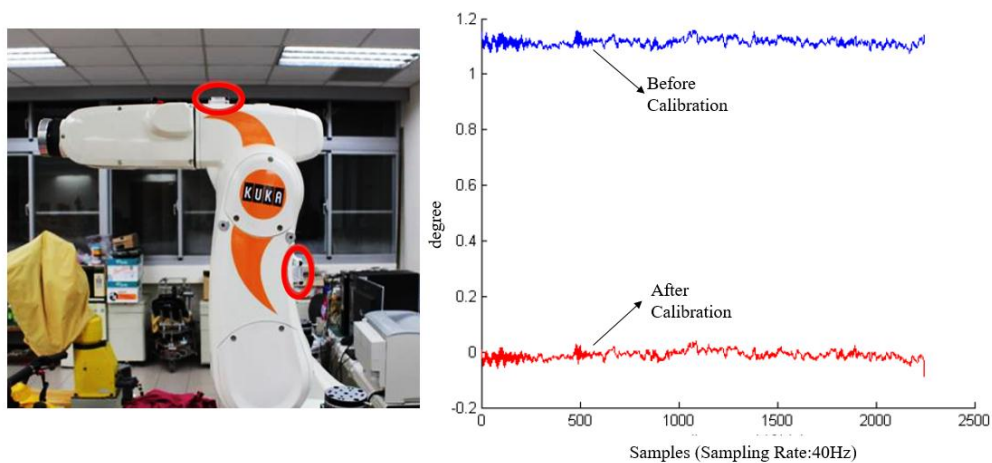 KUKA
1.2
1
0.8
0.6
0.4
0.2
0
-0.2
degree
Before
Calibration
After
Calibration
0
500
1000
1500
2000
2500
Samples (Sampling Rate:40Hz)